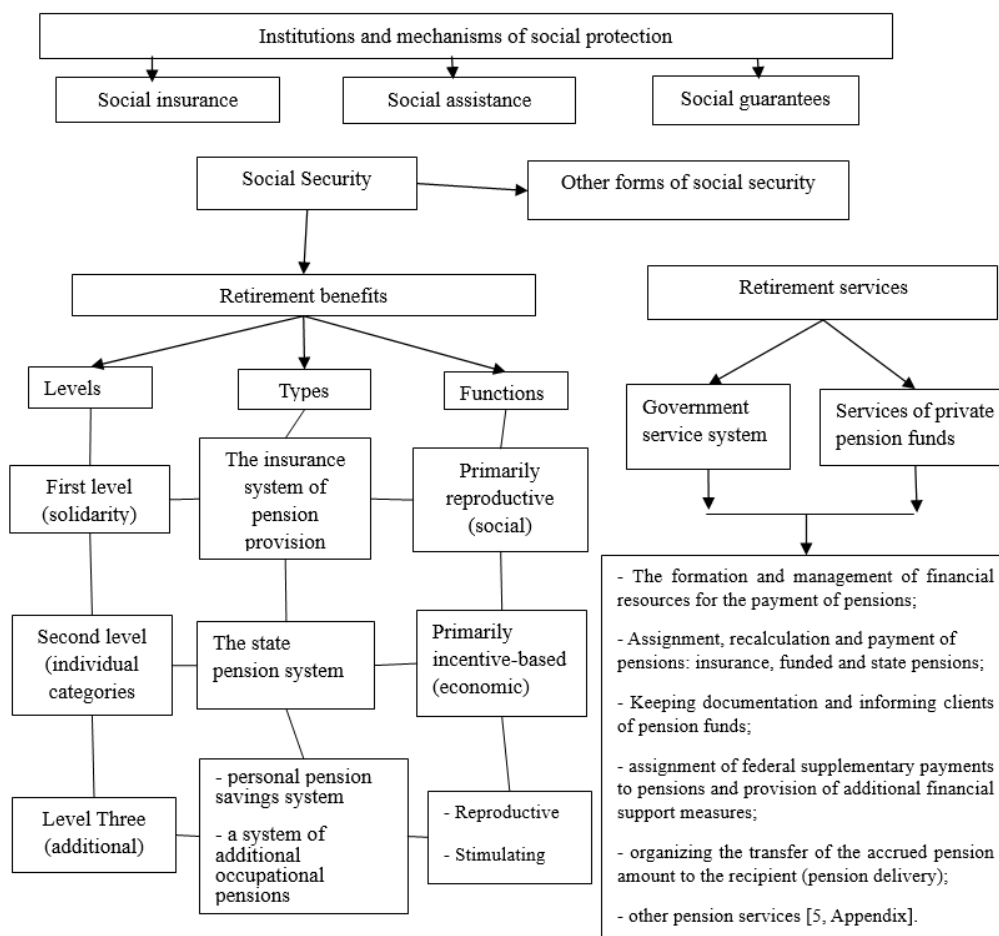 Institutions and mechanisms of social protection
Social insurance
Social assistance
Social guarantees
Social Security
Other forms of social security
Retirement benefits
Retirement services
Levels
Types
Functions
Government
service system
Services of private
pension funds
First level
(solidarity)
The insurance
system of
pension
provision
Primarily
reproductive
(social)
Second level
(individual
categories
The state
pension system
Primarily
incentive-based
(economic)
Level Three
(additional)
- personal pension
savings system
- a system of
additional
occupational
pensions
- Reproductive
- Stimulating
- The formation and management of financial
resources for the payment of pensions;
- Assignment, recalculation and payment of
pensions: insurance, funded and state pensions;
- Keeping documentation and informing clients
of pension funds;
- assignment of federal supplementary payments
to pensions and provision of additional financial
support measures;
- organizing the transfer of the accrued pension
amount to the recipient (pension delivery);
- other pension services [5, Appendix].